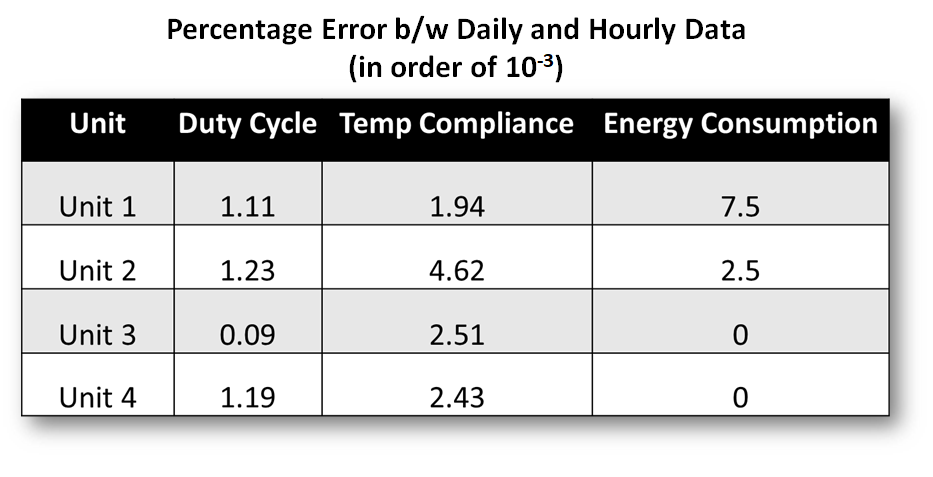 Percentage Error b/w Daily and Hourly Data
(in order of 10⁻³)
Unit Duty Cycle Temp Compliance Energy Consumption
Unit 1 1.11 1.94 7.5
Unit 2 1.23 4.62 2.5
Unit 3 0.09 2.51 0
Unit 4 1.19 2.43 0